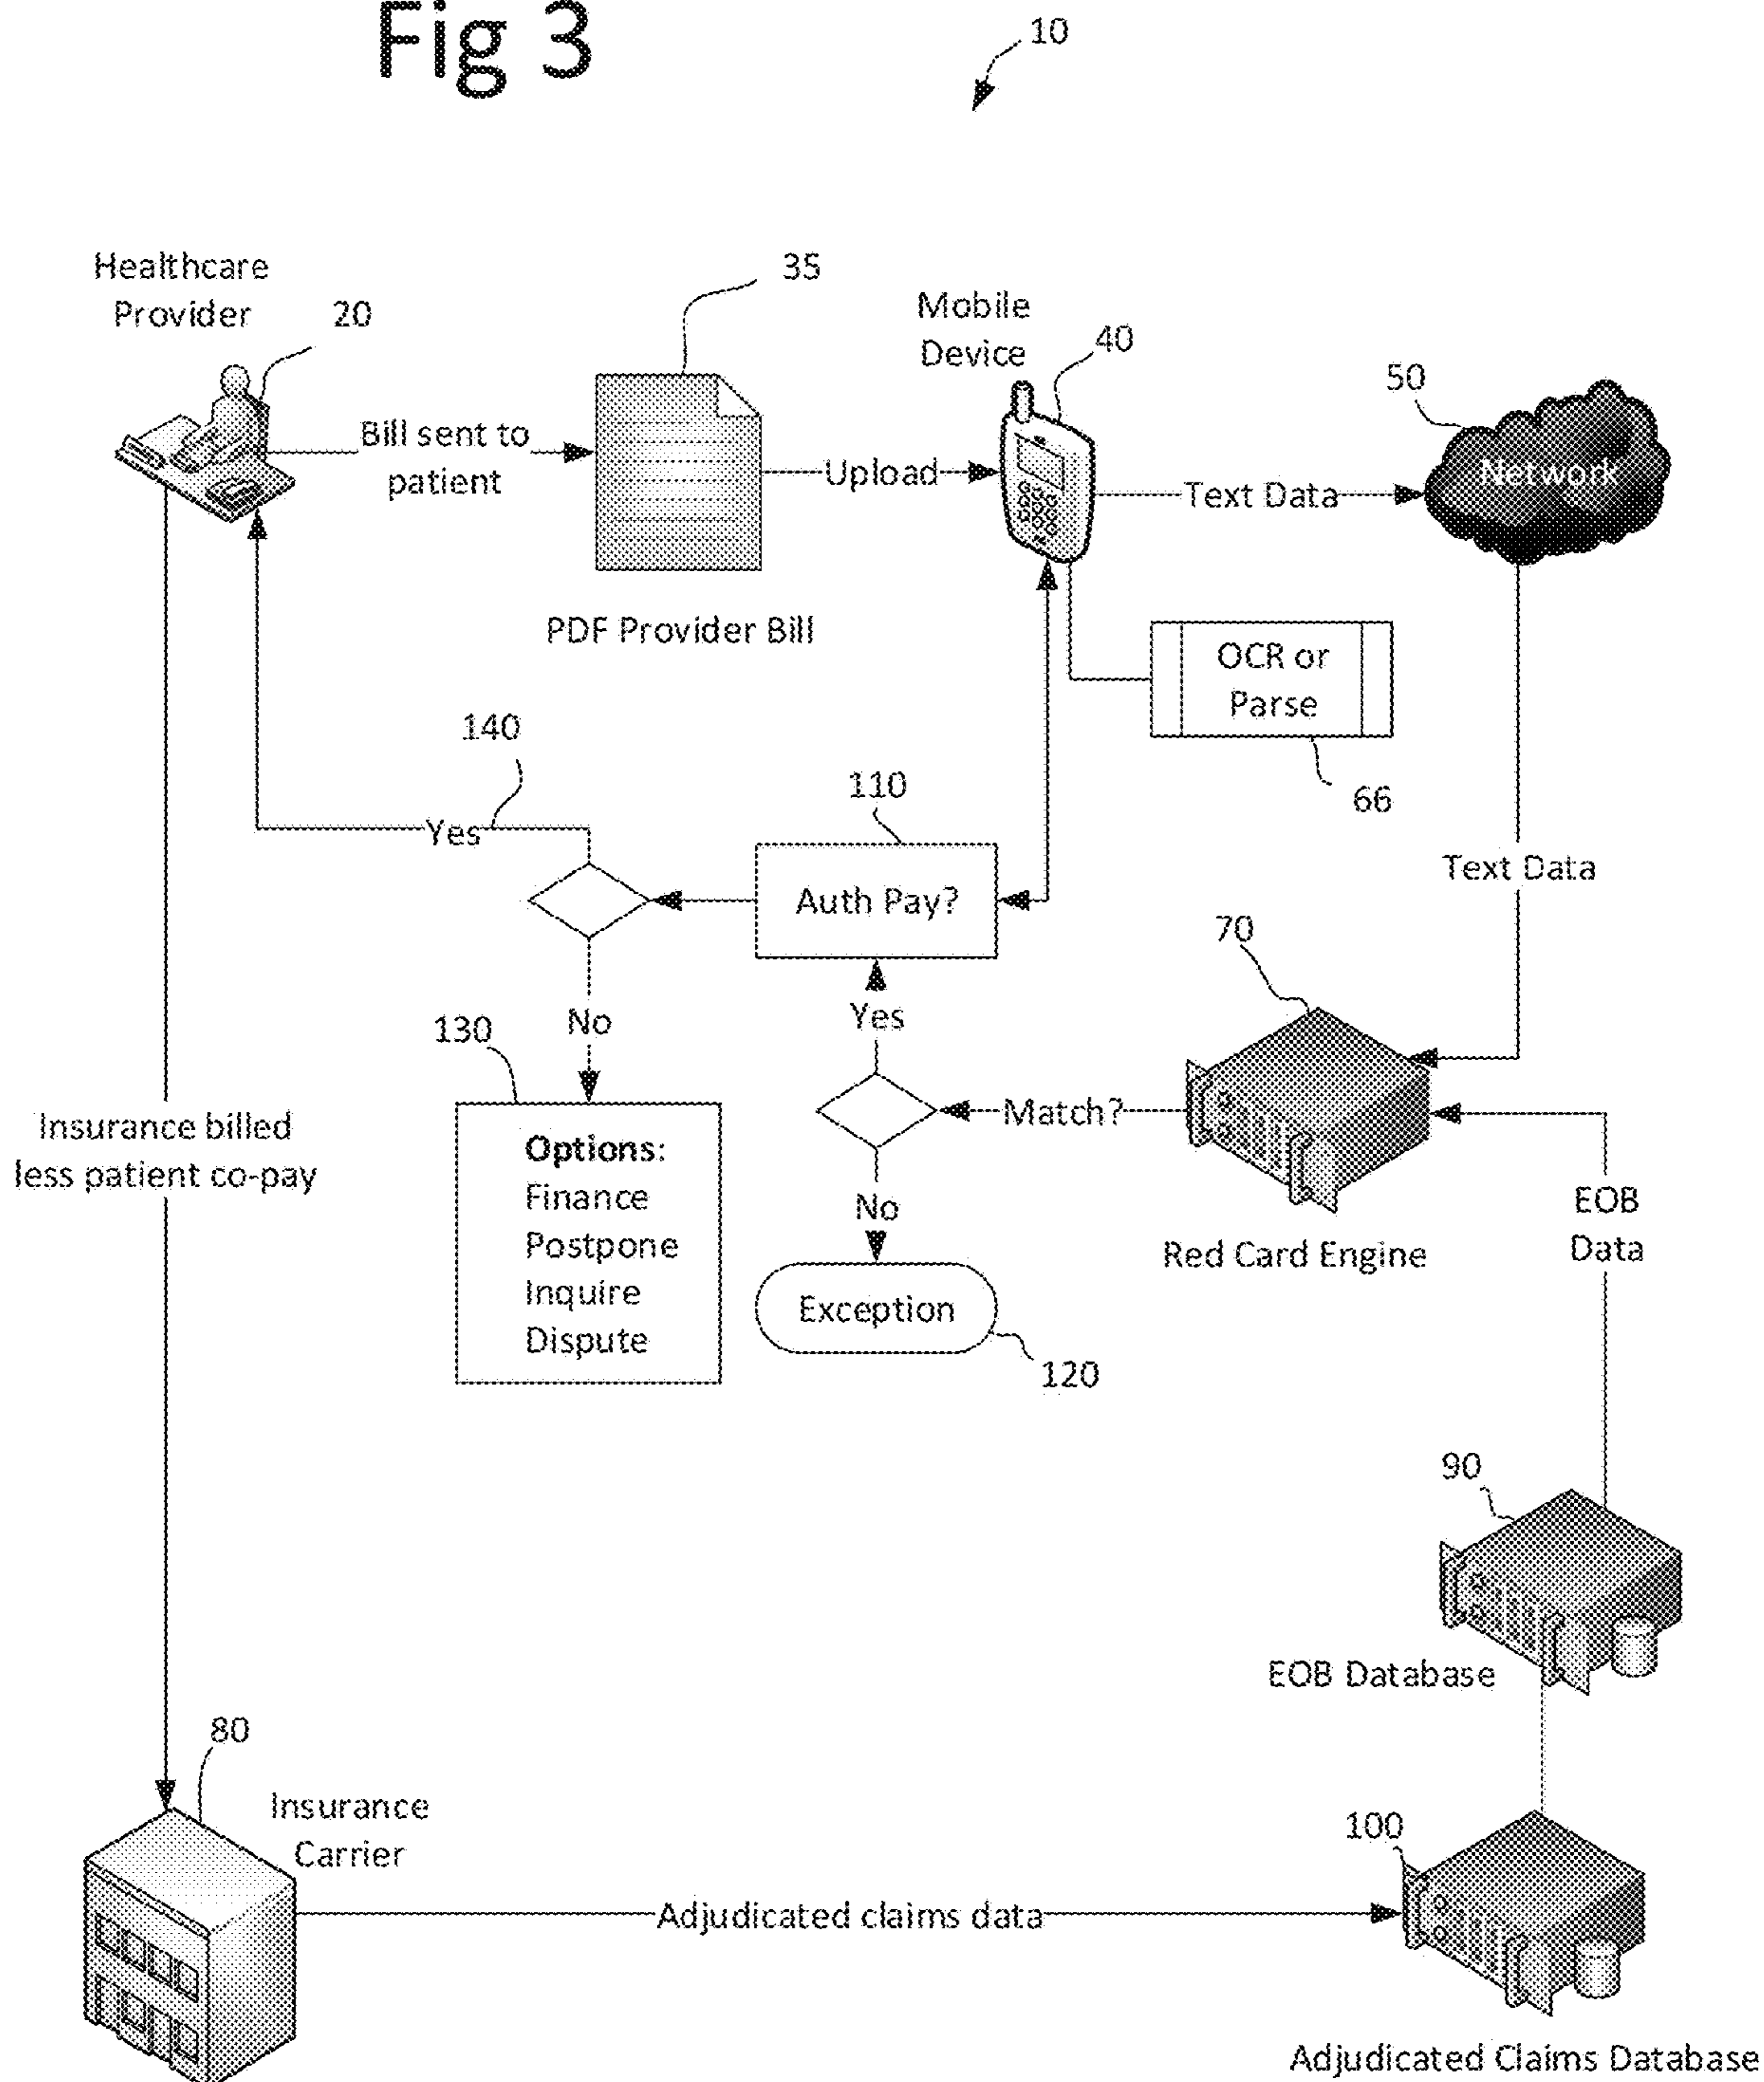 Fig 3
10
Healthcare
Provider
20
35
Mobile
Device
40
50
Bill sent to
patient
Upload
Text Data
Network
PDF Provider Bill
OCR or
Parse
66
140
110
Yes
Auth Pay?
Text Data
70
No
Yes
130
Match?
Insurance billed
less patient co-pay
Options:
Finance
Postpone
Inquire
Dispute
No
EOB
Data
Red Card Engine
Exception
120
90
EOB Database
80
Insurance
Carrier
100
Adjudicated claims data
Adjudicated Claims Database